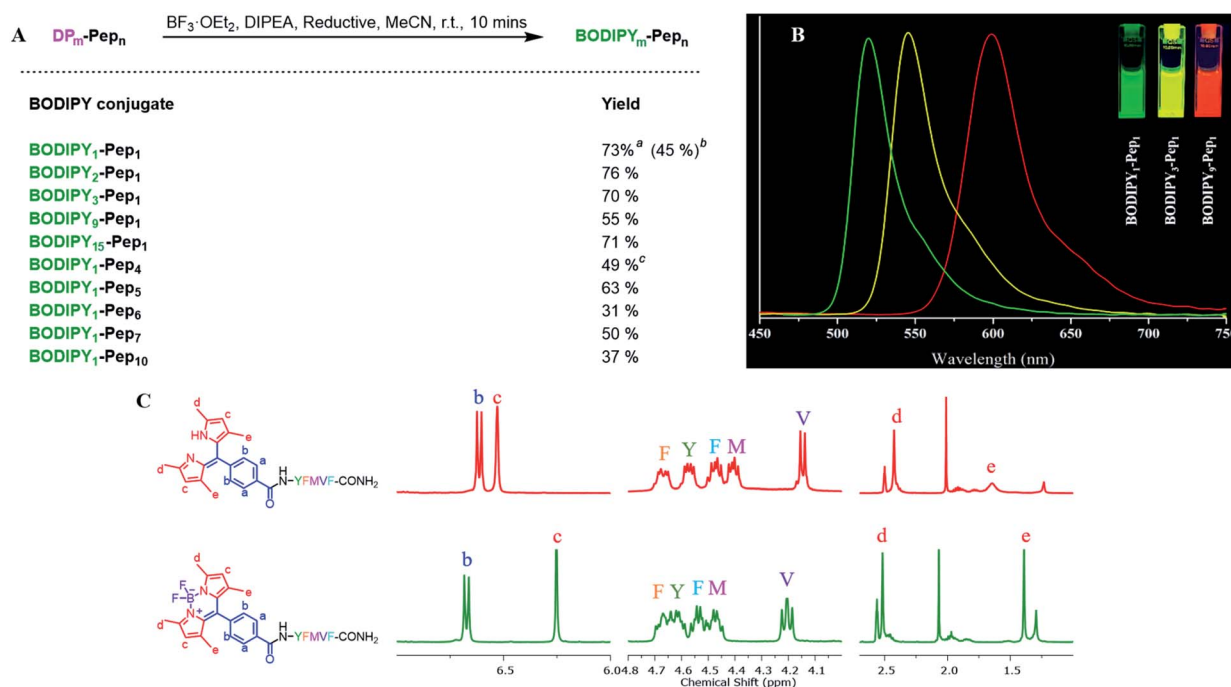 A
DPm-Pepn
BF3·OEt2, DIPEA, Reductive, MeCN, r.t., 10 mins
BODIPYm-Pepn
BODIPY conjugate Yield
BODIPY1-Pep1 73%a (45 %)b
BODIPY2-Pep1 76 %
BODIPY3-Pep1 70 %
BODIPY9-Pep1 55 %
BODIPY15-Pep1 71 %
BODIPY1-Pep4 49 %c
BODIPY1-Pep5 63 %
BODIPY1-Pep6 31 %
BODIPY1-Pep7 50 %
BODIPY1-Pep10 37 %
B
BODIPY1-Pep1
BODIPY3-Pep1
BODIPY9-Pep1
450 500 550 600 650 700 75
Wavelength (nm)
C
d
c
e
NH
N
b
a
d
c
e
b
a
O
H
N-YFMVF-CONH2
b c
F Y F M V
d e
d
c
e
F
F
B-
N
N+
b
a
d
c
e
b
a
O
H
N-YFMVF-CONH2
b c
F Y F M V
d e
6.5 6.0
4.8 4.7 4.6 4.5 4.4 4.3 4.2 4.1
2.5 2.0 1.5
Chemical Shift (ppm)